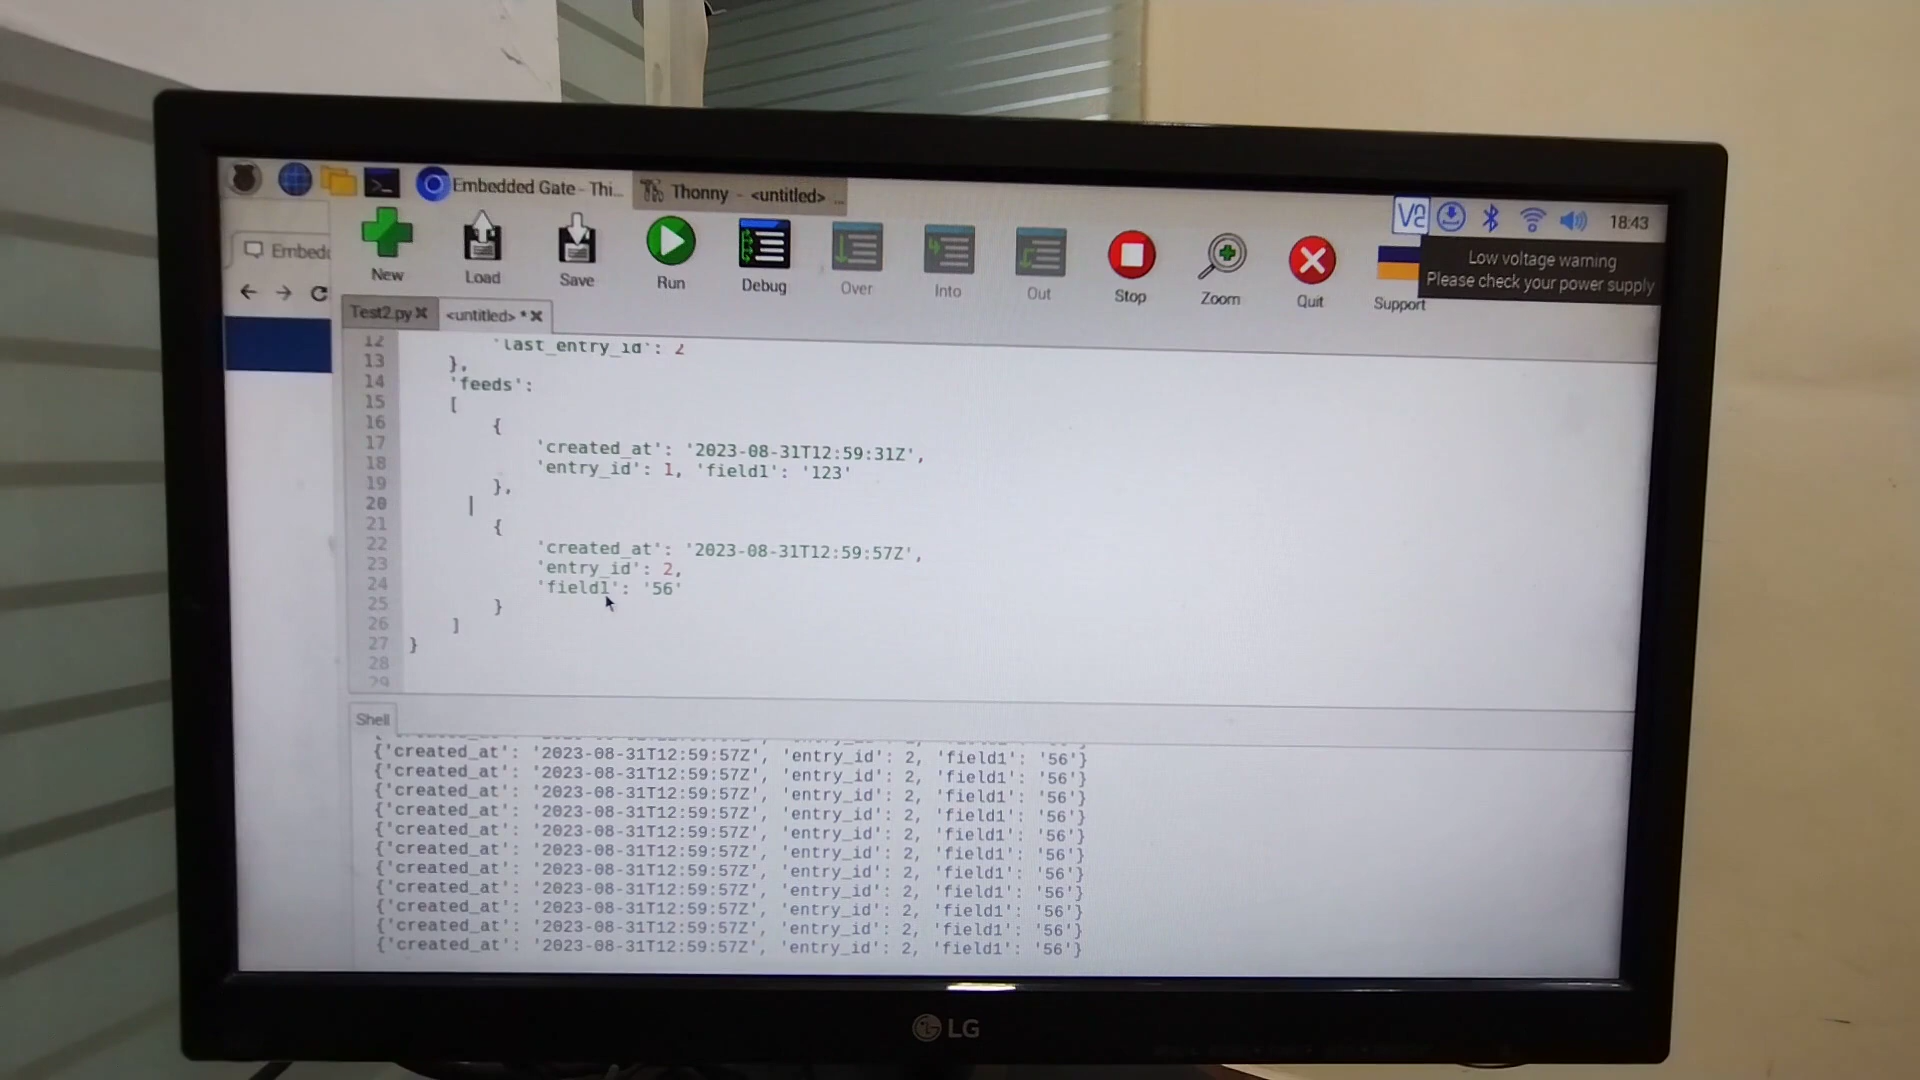 Embedded Gate - Thi...
Thonny - <untitled> ...
18:43
Low voltage warning
Please check your power supply
Embedd
New
Load
Save
Run
Debug
Over
Into
Out
Stop
Zoom
Quit
Support
Test2.py
<untitled> *
12 'last_entry_id': 2
13 },
14 'feeds':
15 [
16 {
17 'created_at': '2023-08-31T12:59:31Z',
18 'entry_id': 1, 'field1': '123'
19 },
20
21 {
22 'created_at': '2023-08-31T12:59:57Z',
23 'entry_id': 2,
24 'field1': '56'
25 }
26 ]
27 }
28
29
Shell
{'created_at': '2023-08-31T12:59:57Z', 'entry_id': 2, 'field1': '56'}
{'created_at': '2023-08-31T12:59:57Z', 'entry_id': 2, 'field1': '56'}
{'created_at': '2023-08-31T12:59:57Z', 'entry_id': 2, 'field1': '56'}
{'created_at': '2023-08-31T12:59:57Z', 'entry_id': 2, 'field1': '56'}
{'created_at': '2023-08-31T12:59:57Z', 'entry_id': 2, 'field1': '56'}
{'created_at': '2023-08-31T12:59:57Z', 'entry_id': 2, 'field1': '56'}
{'created_at': '2023-08-31T12:59:57Z', 'entry_id': 2, 'field1': '56'}
{'created_at': '2023-08-31T12:59:57Z', 'entry_id': 2, 'field1': '56'}
{'created_at': '2023-08-31T12:59:57Z', 'entry_id': 2, 'field1': '56'}
{'created_at': '2023-08-31T12:59:57Z', 'entry_id': 2, 'field1': '56'}
{'created_at': '2023-08-31T12:59:57Z', 'entry_id': 2, 'field1': '56'}
LG